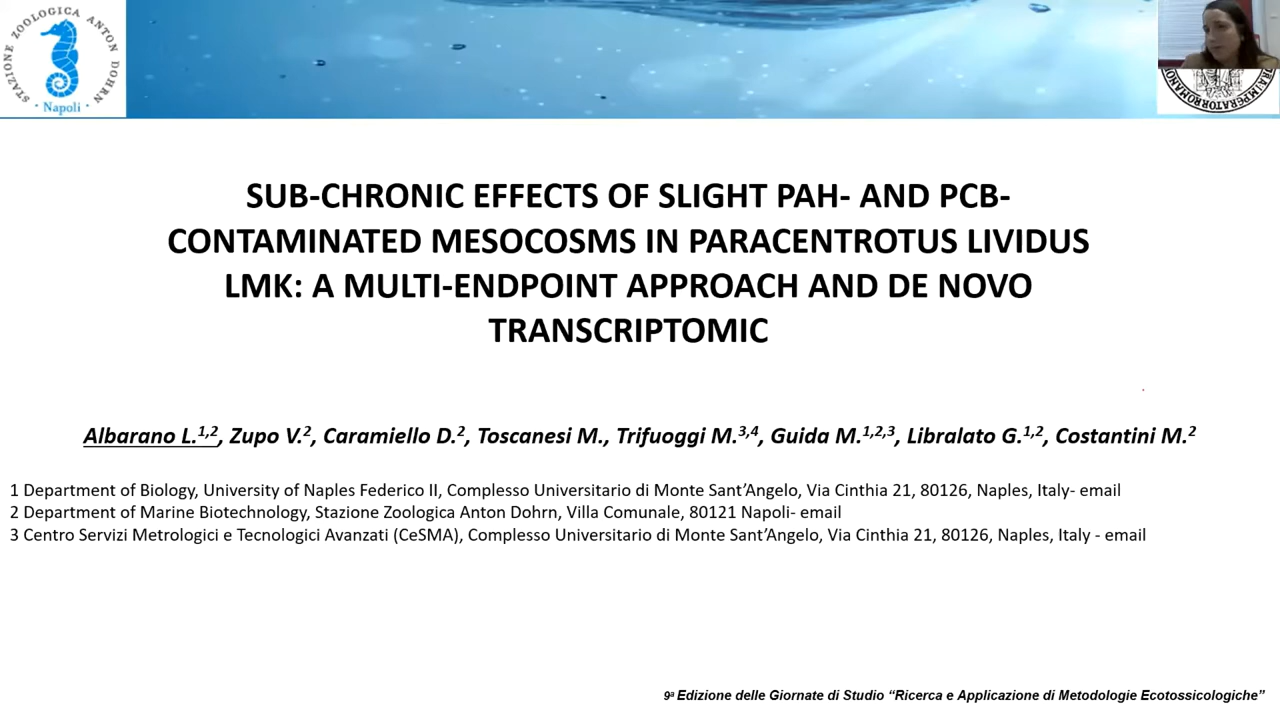 STAZIONE ZOOLOGICA ANTON DOHRN
· Napoli ·
SUB-CHRONIC EFFECTS OF SLIGHT PAH- AND PCB-
CONTAMINATED MESOCOSMS IN PARACENTROTUS LIVIDUS
LMK: A MULTI-ENDPOINT APPROACH AND DE NOVO
TRANSCRIPTOMIC
Albarano L.1,2, Zupo V.2, Caramiello D.2, Toscanesi M., Trifuoggi M.3,4, Guida M.1,2,3, Libralato G.1,2, Costantini M.2
1 Department of Biology, University of Naples Federico II, Complesso Universitario di Monte Sant’Angelo, Via Cinthia 21, 80126, Naples, Italy- email
2 Department of Marine Biotechnology, Stazione Zoologica Anton Dohrn, Villa Comunale, 80121 Napoli- email
3 Centro Servizi Metrologici e Tecnologici Avanzati (CeSMA), Complesso Universitario di Monte Sant’Angelo, Via Cinthia 21, 80126, Naples, Italy - email
9ª Edizione delle Giornate di Studio “Ricerca e Applicazione di Metodologie Ecotossicologiche”